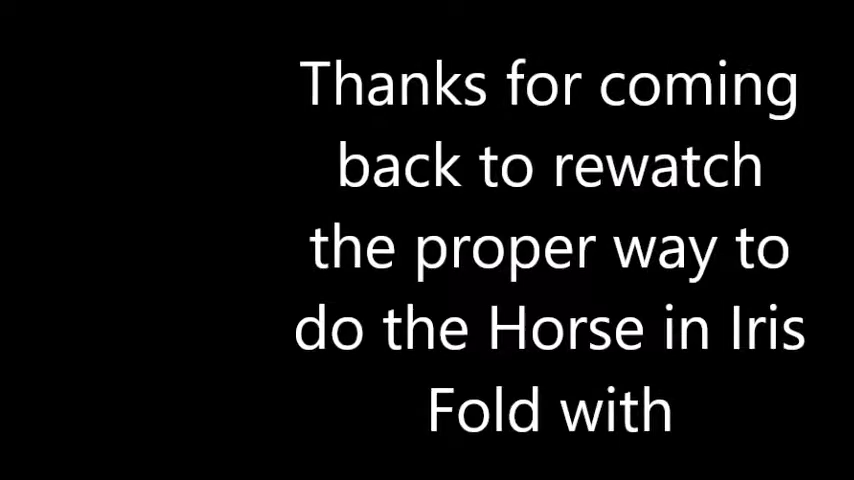 Thanks for coming
back to rewatch
the proper way to
do the Horse in Iris
Fold with